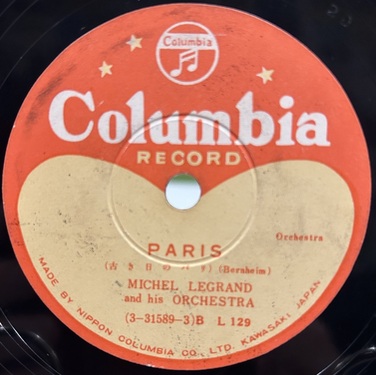 Columbia
Columbia
RECORD
Orchestra
PARIS
(古き日のパリ) (Bernheim)
MICHEL LEGRAND
and his ORCHESTRA
(3-31589-3)B L 129
MADE BY NIPPON COLUMBIA CO., LTD. KAWASAKI JAPAN